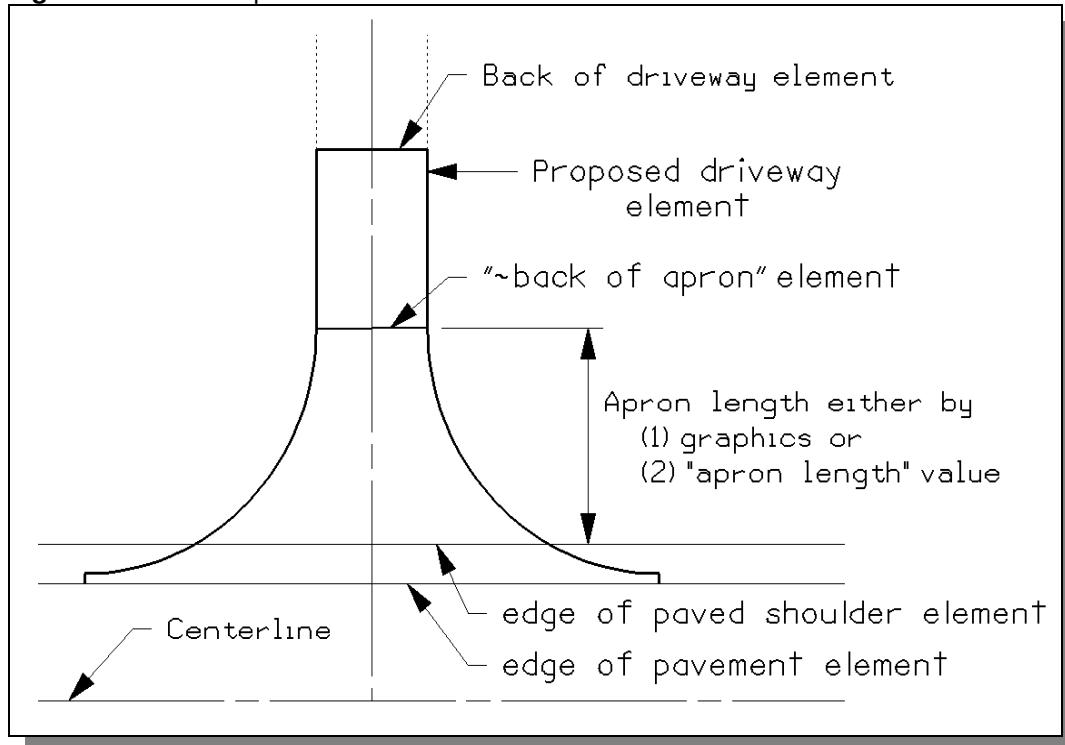 Back of driveway element
Proposed driveway
element
"~back of apron" element
Apron length either by
(1) graphics or
(2) "apron length" value
edge of paved shoulder element
Centerline
edge of pavement element